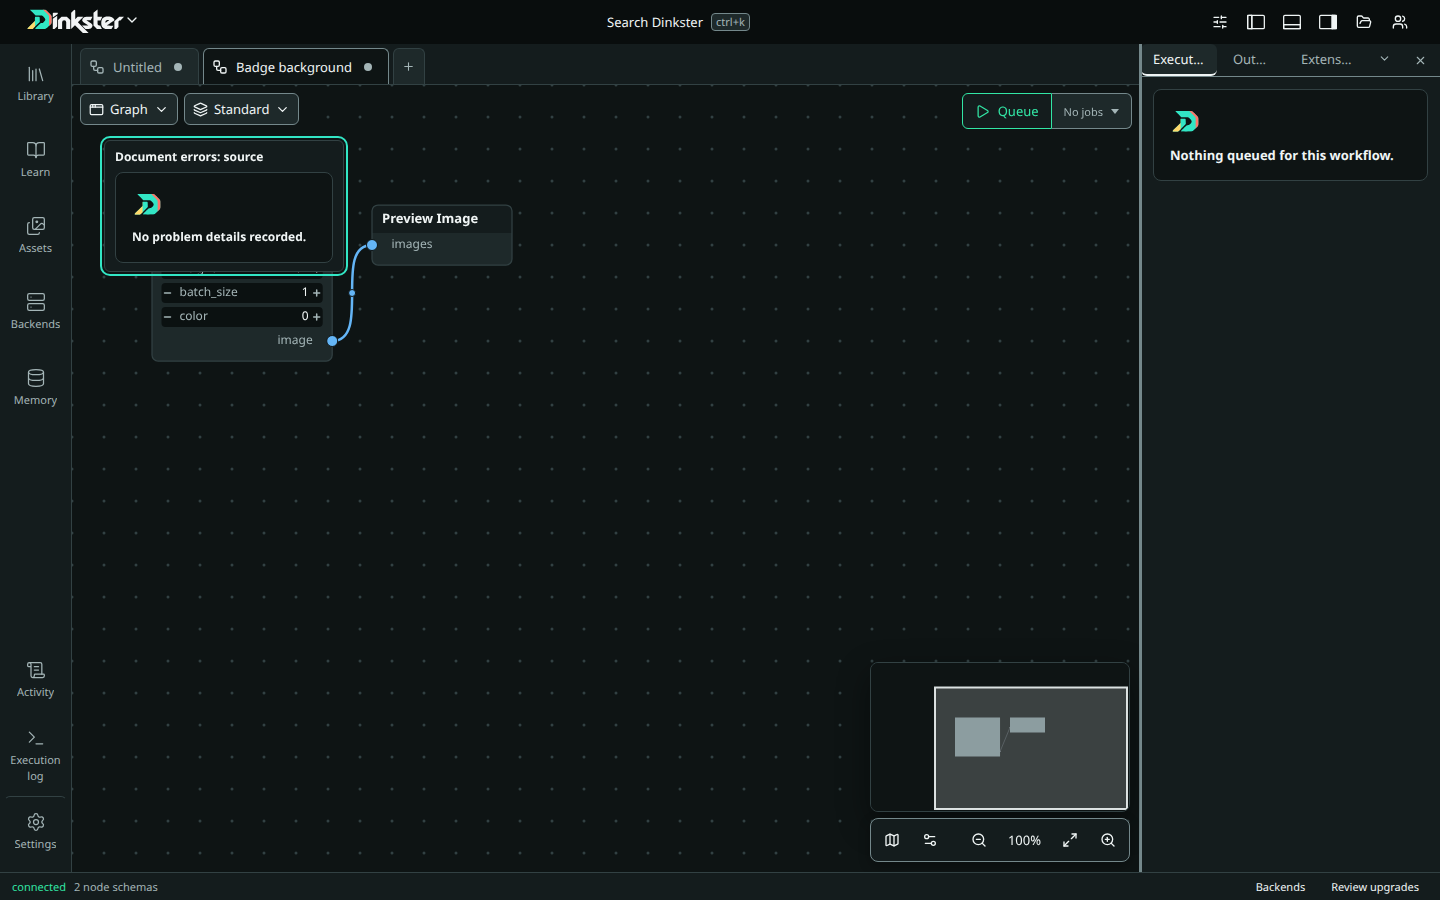 Dinkster
Search Dinkster
ctrl+k
Library
Learn
Assets
Backends
Memory
Activity
Execution
log
Settings
Untitled
Badge background
+
Graph
Standard
Queue
No jobs
Document errors: source
No problem details recorded.
batch_size
1
color
0
image
Preview Image
images
100%
Execut...
Out...
Extens...
Nothing queued for this workflow.
connected
2 node schemas
Backends
Review upgrades